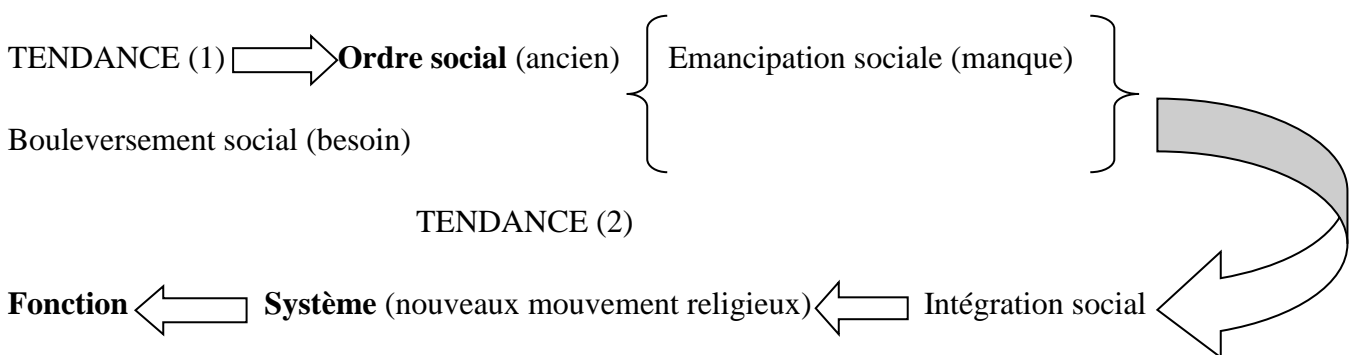 TENDANCE (1) Ordre social (ancien) Emancipation sociale (manque)
Bouleversement social (besoin)
TENDANCE (2)
Fonction Système (nouveaux mouvement religieux) Intégration social